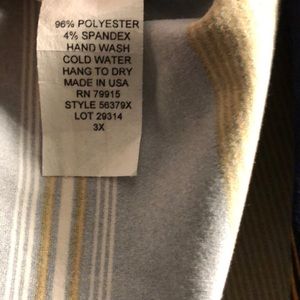 96% POLYESTER
4% SPANDEX
HAND WASH
COLD WATER
HANG TO DRY
MADE IN USA
RN 79915
STYLE 56379X
LOT 29314
3X